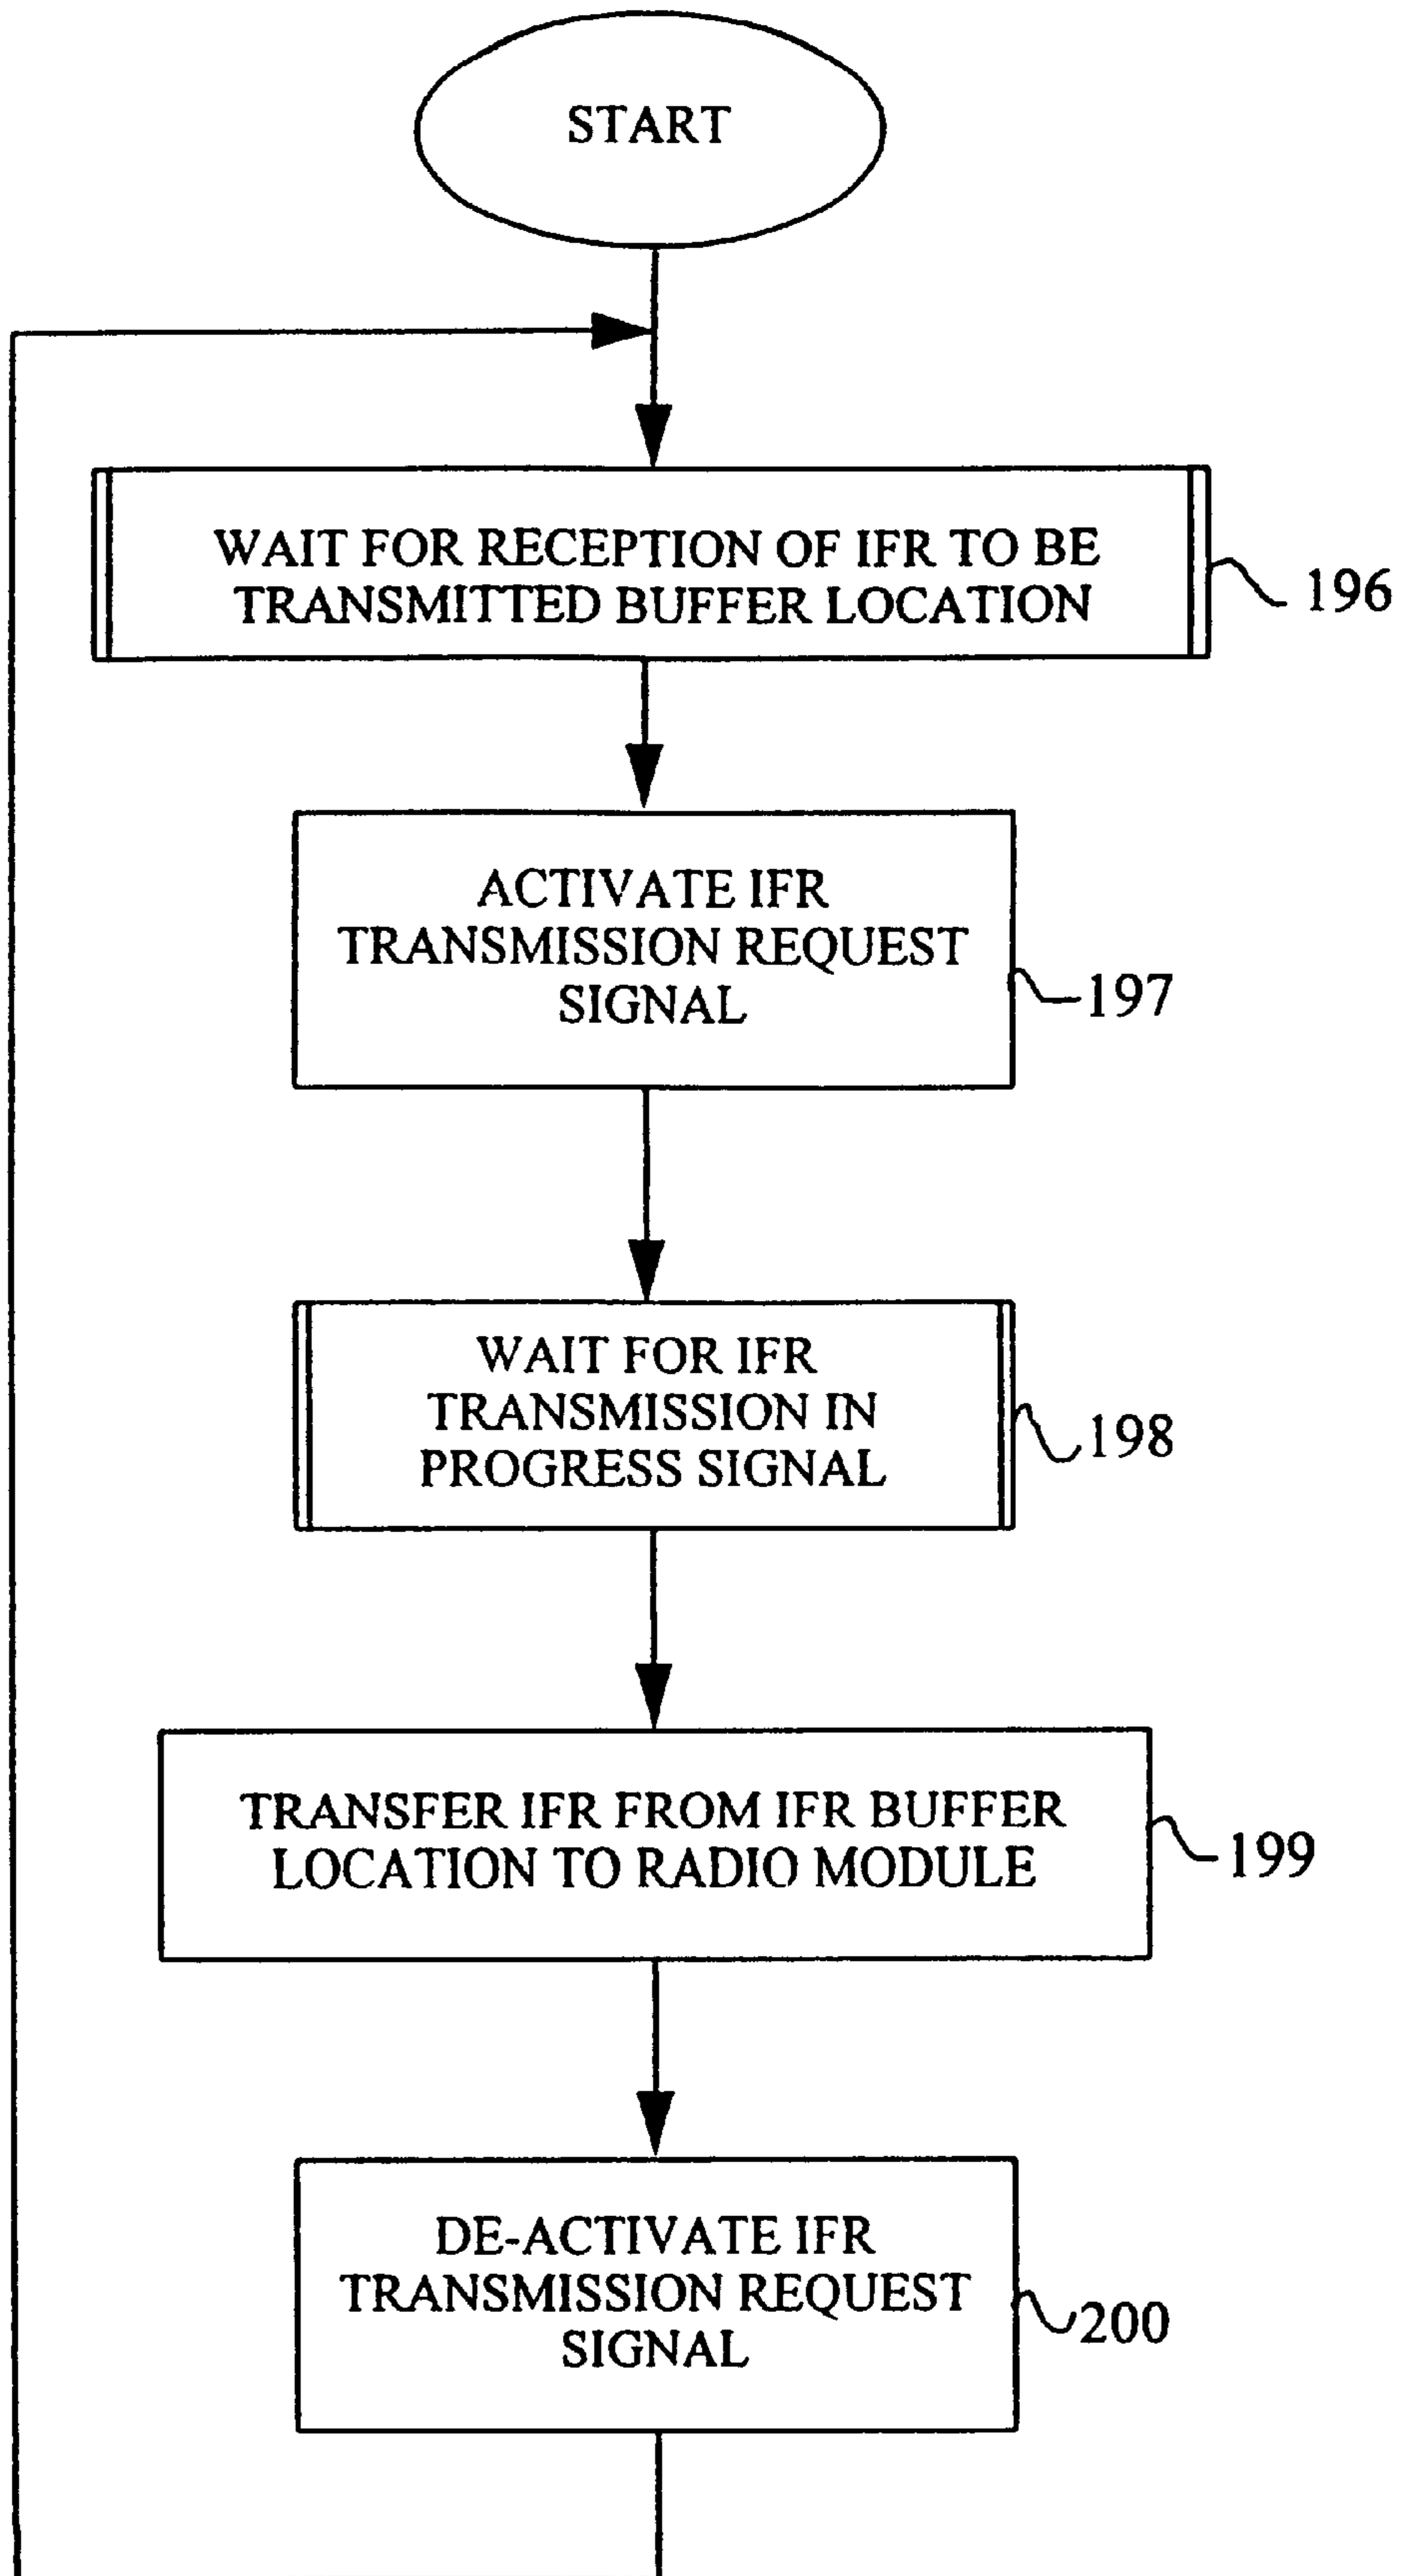 START
WAIT FOR RECEPTION OF IFR TO BE
TRANSMITTED BUFFER LOCATION
196
ACTIVATE IFR
TRANSMISSION REQUEST
SIGNAL
197
WAIT FOR IFR
TRANSMISSION IN
PROGRESS SIGNAL
198
TRANSFER IFR FROM IFR BUFFER
LOCATION TO RADIO MODULE
199
DE-ACTIVATE IFR
TRANSMISSION REQUEST
SIGNAL
200